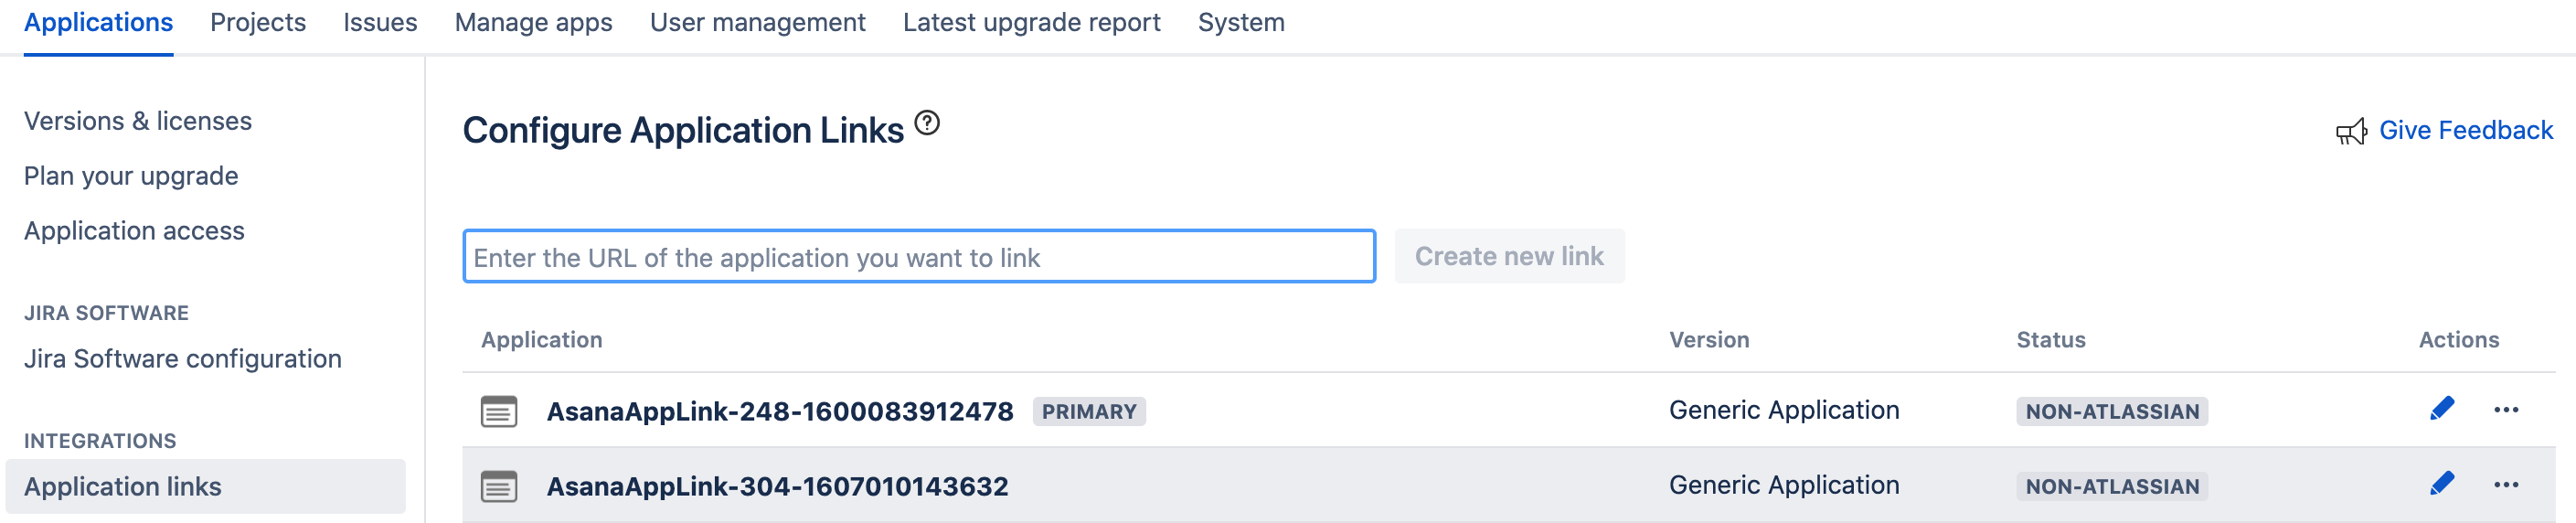 Applications Projects Issues Manage apps User management Latest upgrade report System
Versions & licenses
Plan your upgrade
Application access
JIRA SOFTWARE
Jira Software configuration
INTEGRATIONS
Application links
Configure Application Links ?
Give Feedback
Enter the URL of the application you want to link
Create new link
Application Version Status Actions
AsanaAppLink-248-1600083912478 PRIMARY Generic Application NON-ATLASSIAN
AsanaAppLink-304-1607010143632 Generic Application NON-ATLASSIAN